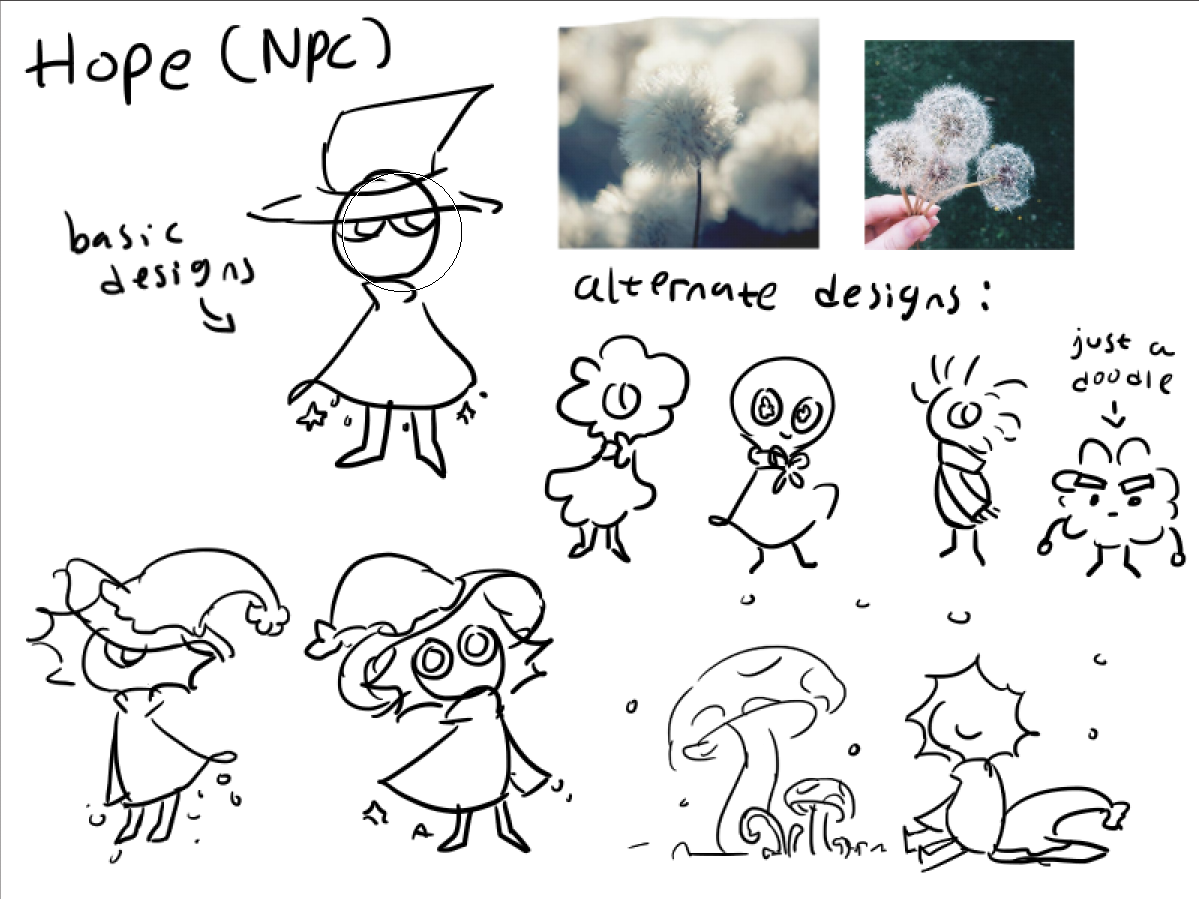 Hope (NPC)
basic
designs
alternate designs:
just a
doodle